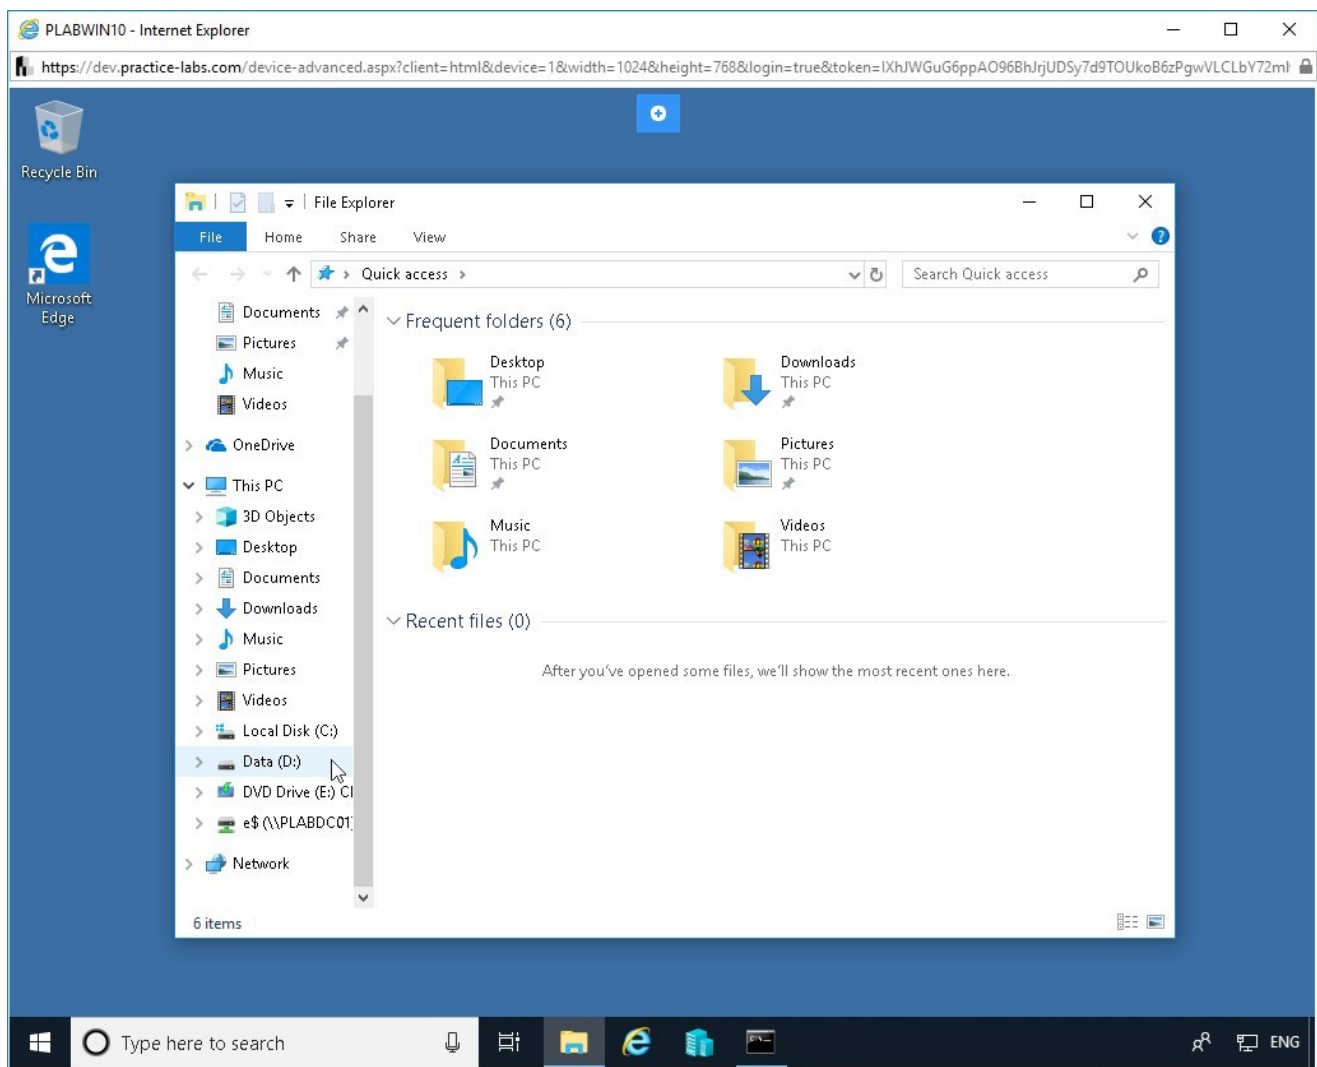 PLABWIN10 - Internet Explorer
https://dev.practice-labs.com/device-advanced.aspx?client=html&device=1&width=1024&height=768&login=true&token=IXhJWGuG6ppAO96BhJrjUDSy7d9TOUkoB6zPgwVLCLbY72ml
Recycle Bin
Microsoft
Edge
File Explorer
File Home Share View
Quick access
Search Quick access
Documents
Pictures
Music
Videos
OneDrive
This PC
3D Objects
Desktop
Documents
Downloads
Music
Pictures
Videos
Local Disk (C:)
Data (D:)
DVD Drive (E:) Cl
e$ (\\PLABDC01)
Network
Frequent folders (6)
Desktop
This PC
Downloads
This PC
Documents
This PC
Pictures
This PC
Music
This PC
Videos
This PC
Recent files (0)
After you've opened some files, we'll show the most recent ones here.
6 items
Type here to search
ENG